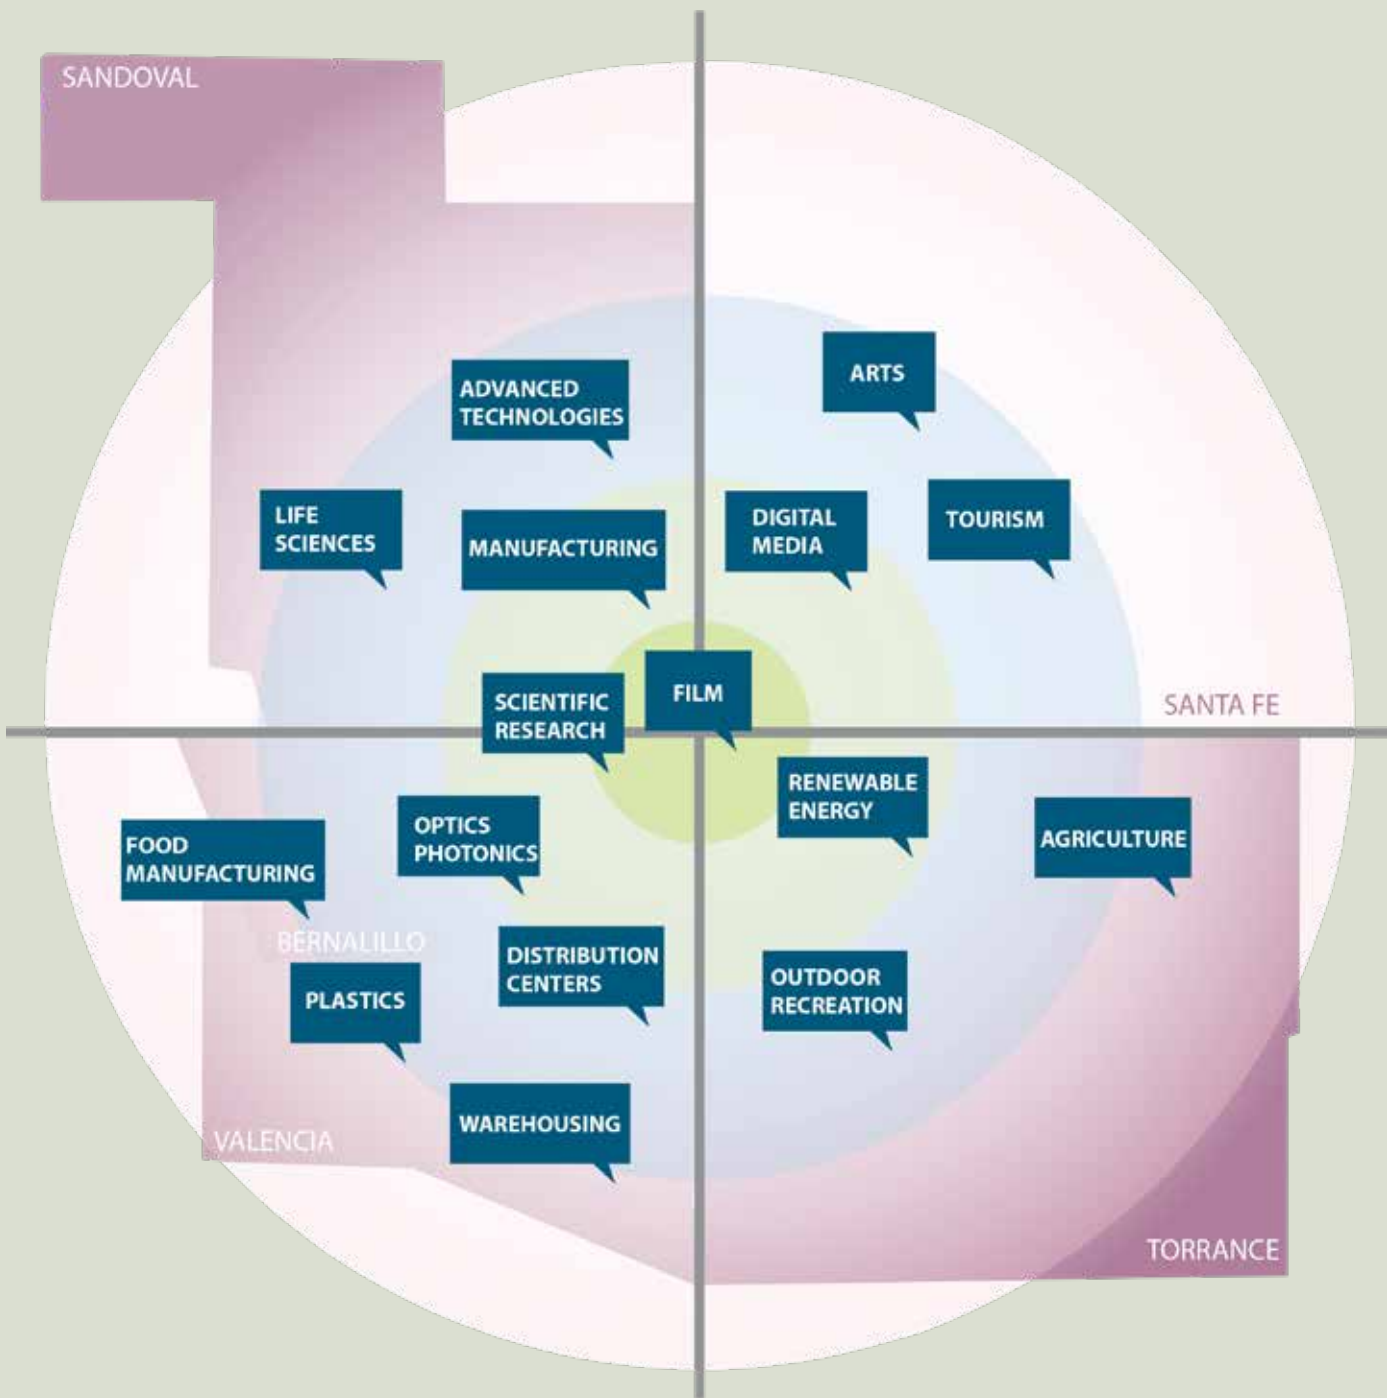 SANDOVAL
ARTS
ADVANCED
TECHNOLOGIES
LIFE
SCIENCES
MANUFACTURING
DIGITAL
MEDIA
TOURISM
SCIENTIFIC
RESEARCH
FILM
SANTA FE
RENEWABLE
ENERGY
AGRICULTURE
OPTICS
PHOTONICS
FOOD
MANUFACTURING
BERNALILLO
DISTRIBUTION
CENTERS
OUTDOOR
RECREATION
PLASTICS
WAREHOUSING
VALENCIA
TORRANCE